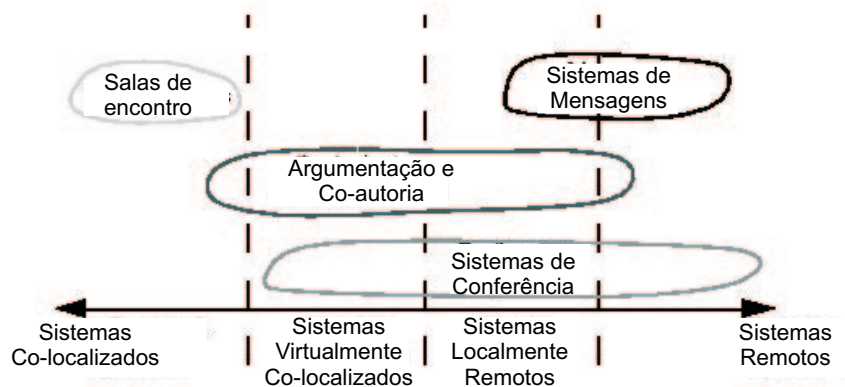 Salas de
encontro
Sistemas de
Mensagens
Argumentação e
Co-autoria
Sistemas de
Conferência
Sistemas
Co-localizados
Sistemas
Virtualmente
Co-localizados
Sistemas
Localmente
Remotos
Sistemas
Remotos